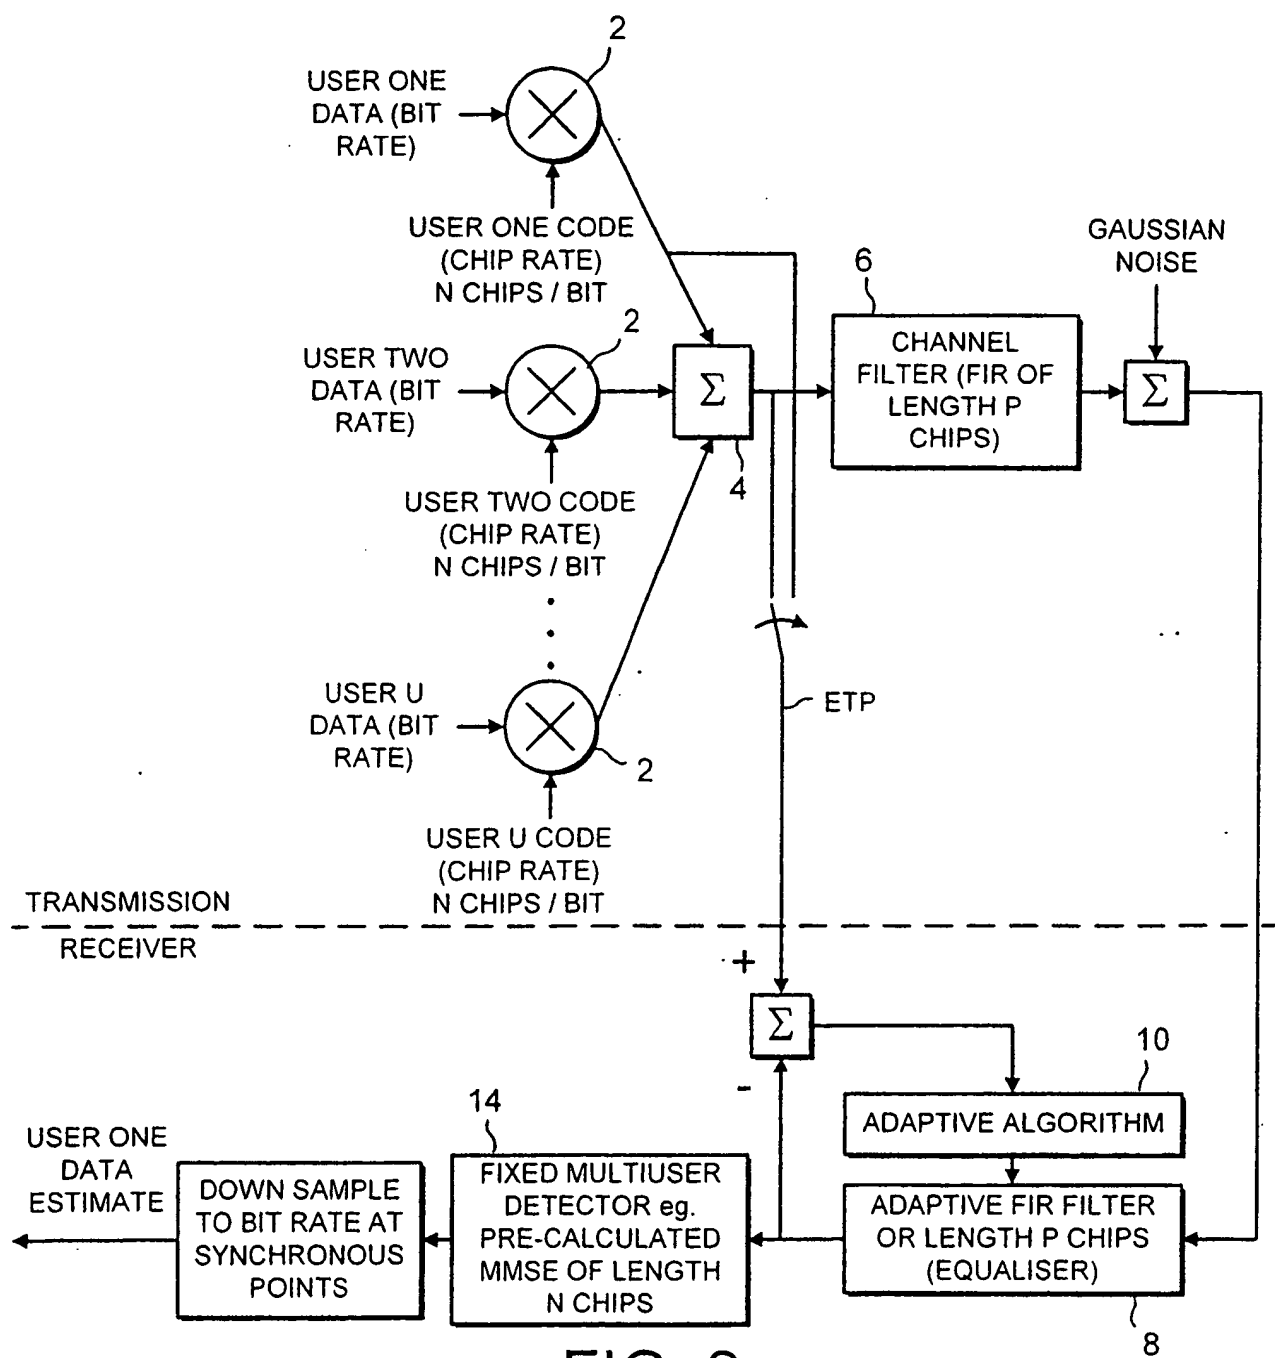 2
USER ONE
DATA (BIT
RATE)
USER ONE CODE
(CHIP RATE)
N CHIPS / BIT
GAUSSIAN
NOISE
6
2
USER TWO
DATA (BIT
RATE)
Σ
CHANNEL
FILTER (FIR OF
LENGTH P
CHIPS)
Σ
4
USER TWO CODE
(CHIP RATE)
N CHIPS / BIT
USER U
DATA (BIT
RATE)
ETP
2
USER U CODE
(CHIP RATE)
N CHIPS / BIT
TRANSMISSION
RECEIVER
+
Σ
-
10
ADAPTIVE ALGORITHM
14
USER ONE
DATA
ESTIMATE
DOWN SAMPLE
TO BIT RATE AT
SYNCHRONOUS
POINTS
FIXED MULTIUSER
DETECTOR eg.
PRE-CALCULATED
MMSE OF LENGTH
N CHIPS
ADAPTIVE FIR FILTER
OR LENGTH P CHIPS
(EQUALISER)
8